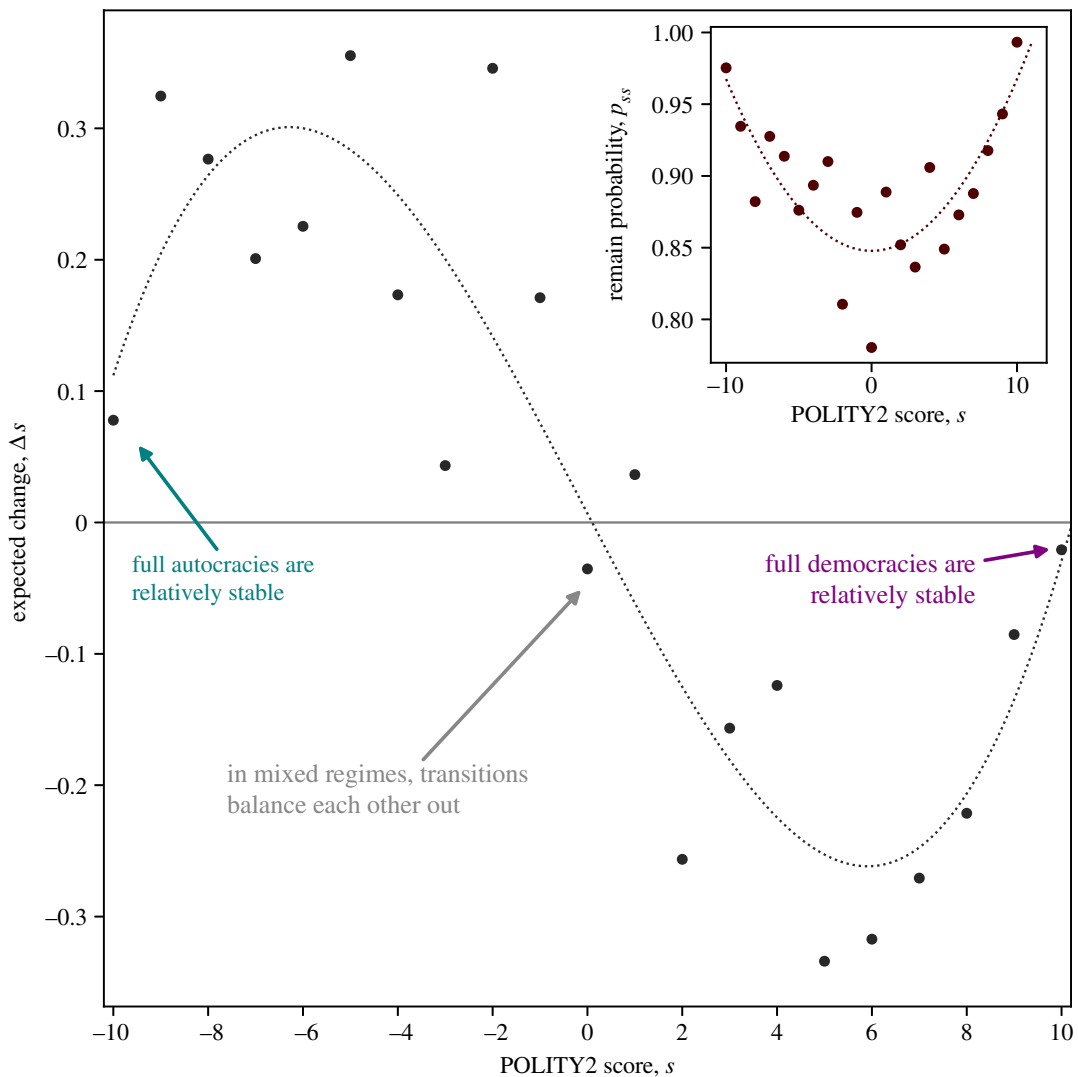 0.3
0.2
0.1
0
–0.1
–0.2
–0.3
expected change, Δs
–10 –8 –6 –4 –2 0 2 4 6 8 10
POLITY2 score, s
full autocracies are
relatively stable
in mixed regimes, transitions
balance each other out
full democracies are
relatively stable
1.00
0.95
0.90
0.85
0.80
remain probability, pss
–10 0 10
POLITY2 score, s